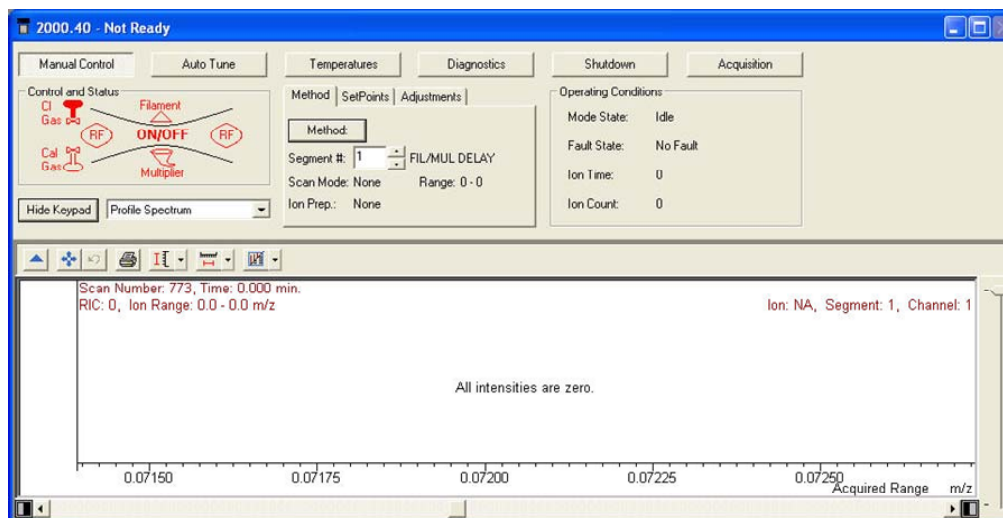 2000.40 - Not Ready
Manual Control Auto Tune Temperatures Diagnostics Shutdown Acquisition
Control and Status
CI Gas
Filament
RF ON/OFF RF
Cal Gas
Multiplier
Hide Keypad Profile Spectrum
Method SetPoints Adjustments
Method:
Segment #: 1 FIL/MUL DELAY
Scan Mode: None Range: 0 - 0
Ion Prep.: None
Operating Conditions
Mode State: Idle
Fault State: No Fault
Ion Time: 0
Ion Count: 0
Scan Number: 773, Time: 0.000 min.
RIC: 0, Ion Range: 0.0 - 0.0 m/z
Ion: NA, Segment: 1, Channel: 1
All intensities are zero.
0.07150 0.07175 0.07200 0.07225 0.07250
Acquired Range m/z